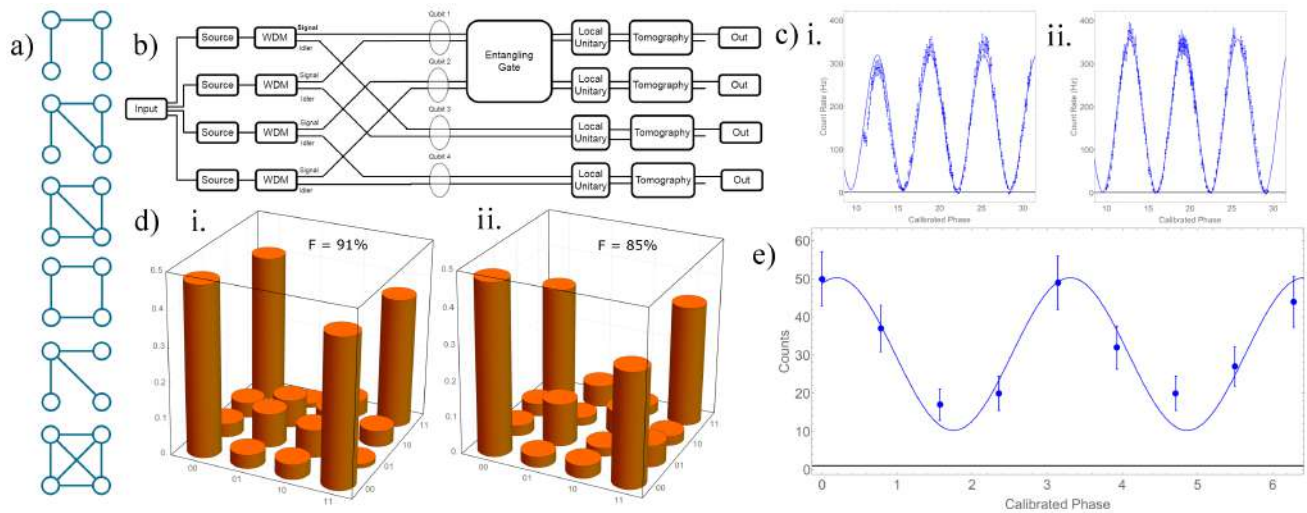 a)
b)
Input
Source
WDM
Signal
Idler
Source
WDM
Signal
Idler
Source
WDM
Signal
Idler
Source
WDM
Signal
Idler
Qubit 1
Qubit 2
Qubit 3
Qubit 4
Entangling
Gate
Local
Unitary
Tomography
Out
Local
Unitary
Tomography
Out
Local
Unitary
Tomography
Out
Local
Unitary
Tomography
Out
c) i.
400
300
200
100
0
Count Rate (Hz)
10 15 20 25 30
Calibrated Phase
ii.
400
300
200
100
0
Count Rate (Hz)
10 15 20 25 30
Calibrated Phase
d) i.
F = 91%
0.5
0.4
0.3
0.2
0.1
0.
00 01 10 11
00 01 10 11
ii.
F = 85%
0.5
0.4
0.3
0.2
0.1
0.
00 01 10 11
00 01 10 11
e)
60
50
40
30
20
10
0
Counts
0 1 2 3 4 5 6
Calibrated Phase